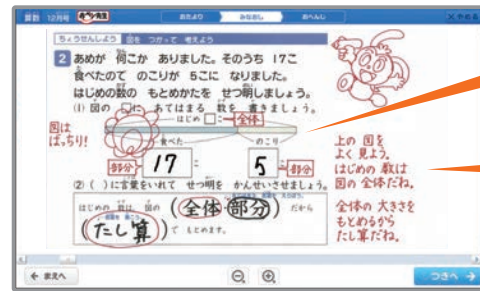 算数 12月号
おたより
みなおし
おへんじ
×やめる
ちょうせんしよう 図を つかって 考えよう
2 あめが 何こか ありました。そのうち 17こ
食べたので のこりが 5こに なりました。
はじめの数の もとめかたを せつ明しましょう。
(1) 図の □に あてはまる 数を 書きましょう。
はじめ □こ 全体
図は
ばっちり!
食べた
のこり
部分 17 こ
5 こ 部分
(2) ( )に言葉をいれて せつ明を かんせいさせましょう。
はじめの 数は、図の (全体 部分) だから
(たし算)で もとめます。
上の 図を
よく 見よう。
はじめの 数は
図の 全体だね。
全体の 大きさを
もとめるから
たし算だね。
← まえへ
つぎへ →